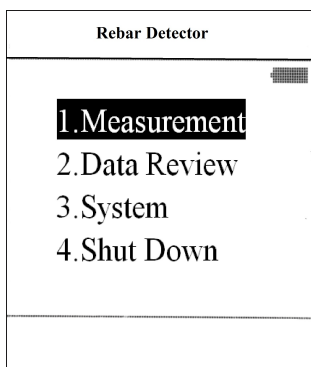 Rebar Detector
1.Measurement
2.Data Review
3.System
4.Shut Down